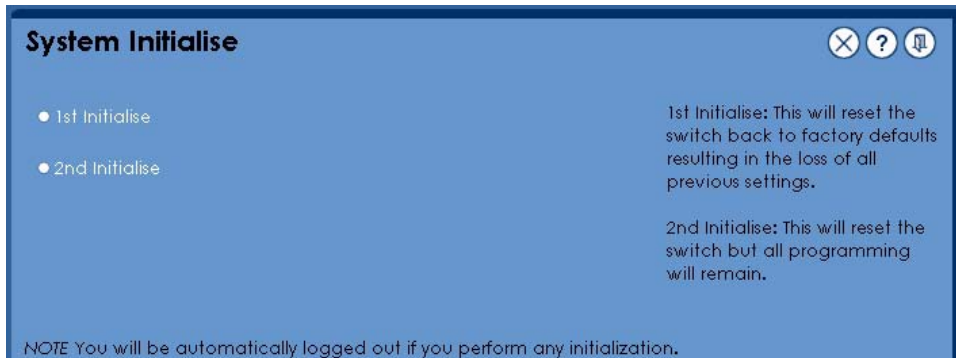 System Initialise
?
1st Initialise
2nd Initialise
1st Initialise: This will reset the
switch back to factory defaults
resulting in the loss of all
previous settings.
2nd Initialise: This will reset the
switch but all programming
will remain.
NOTE You will be automatically logged out if you perform any initialization.